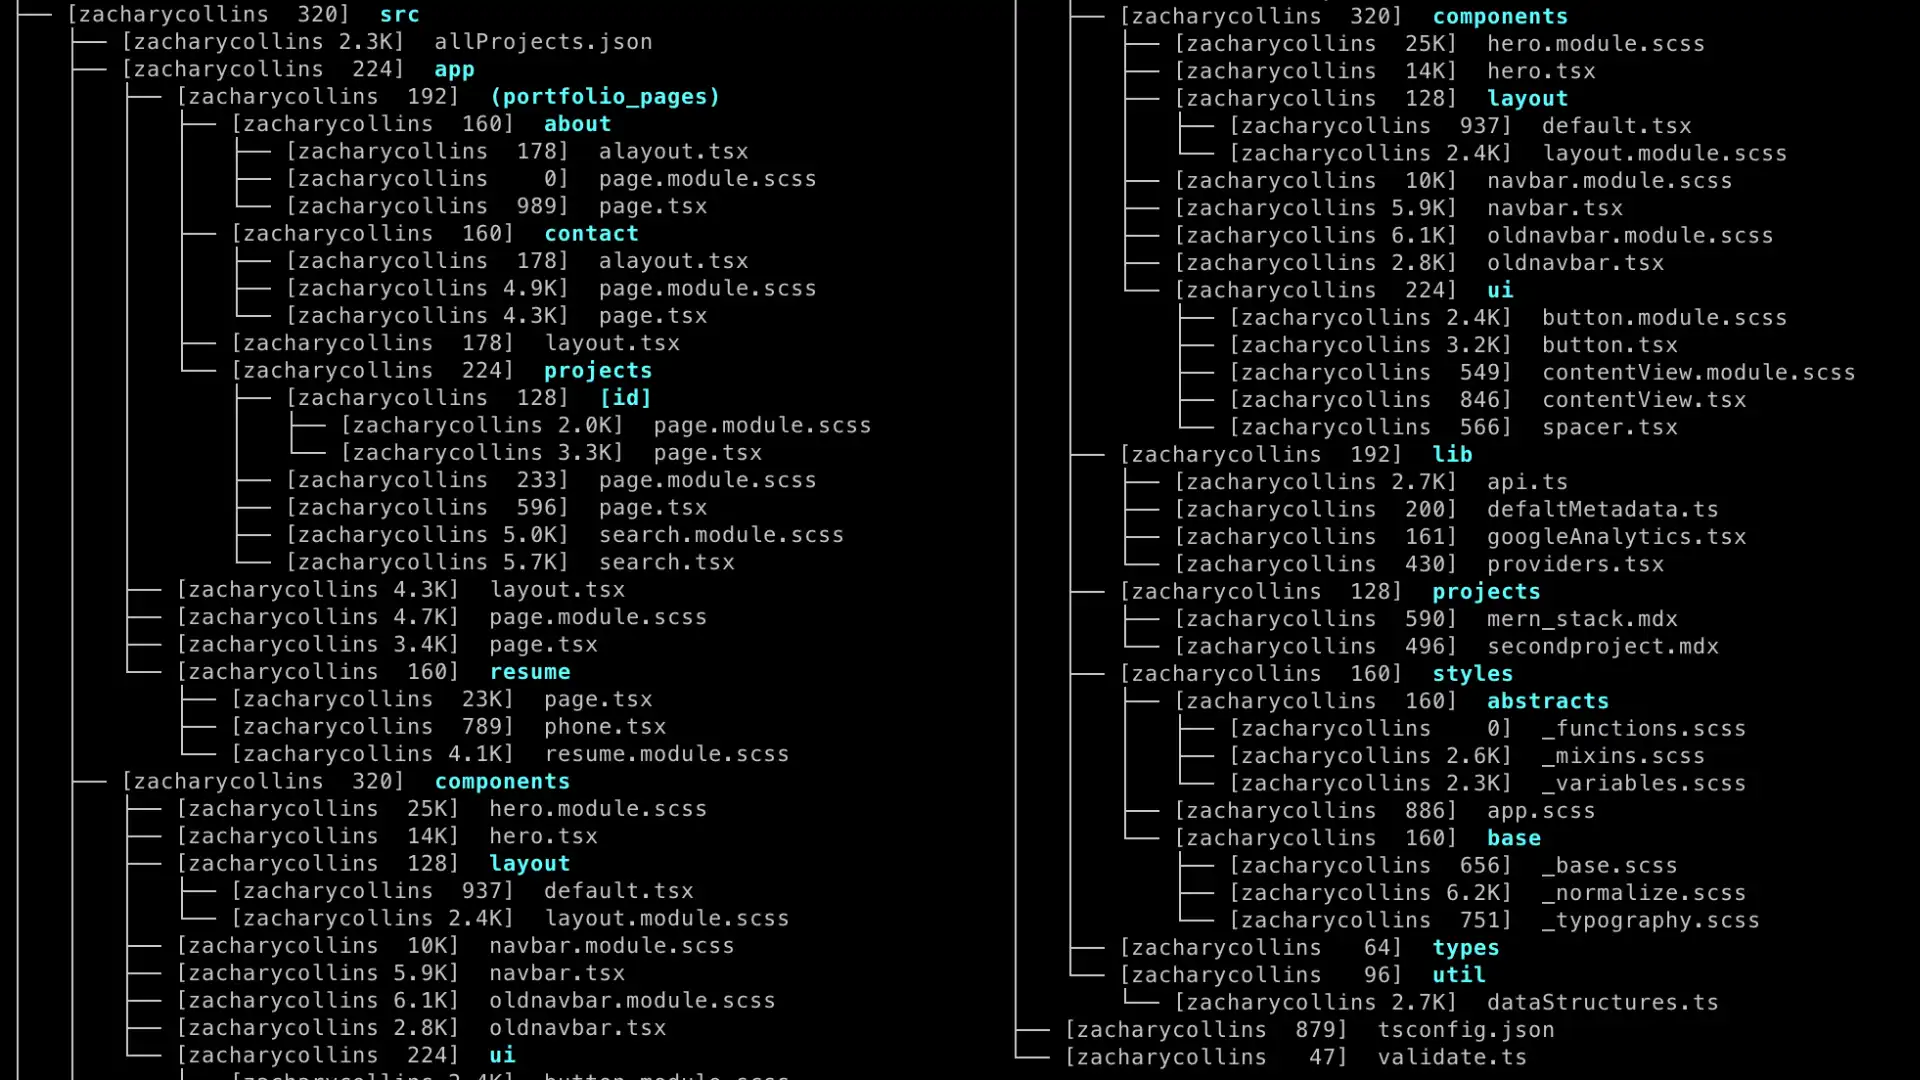 ├── [zacharycollins  320]  src
├── [zacharycollins 2.3K]  allProjects.json
├── [zacharycollins  224]  app
├── [zacharycollins  192]  (portfolio_pages)
├── [zacharycollins  160]  about
├── [zacharycollins  178]  alayout.tsx
├── [zacharycollins    0]  page.module.scss
└── [zacharycollins  989]  page.tsx
├── [zacharycollins  160]  contact
├── [zacharycollins  178]  alayout.tsx
├── [zacharycollins 4.9K]  page.module.scss
└── [zacharycollins 4.3K]  page.tsx
├── [zacharycollins  178]  layout.tsx
└── [zacharycollins  224]  projects
├── [zacharycollins  128]  [id]
├── [zacharycollins 2.0K]  page.module.scss
└── [zacharycollins 3.3K]  page.tsx
├── [zacharycollins  233]  page.module.scss
├── [zacharycollins  596]  page.tsx
├── [zacharycollins 5.0K]  search.module.scss
└── [zacharycollins 5.7K]  search.tsx
├── [zacharycollins 4.3K]  layout.tsx
├── [zacharycollins 4.7K]  page.module.scss
├── [zacharycollins 3.4K]  page.tsx
└── [zacharycollins  160]  resume
├── [zacharycollins  23K]  page.tsx
├── [zacharycollins  789]  phone.tsx
└── [zacharycollins 4.1K]  resume.module.scss
├── [zacharycollins  320]  components
├── [zacharycollins  25K]  hero.module.scss
├── [zacharycollins  14K]  hero.tsx
├── [zacharycollins  128]  layout
├── [zacharycollins  937]  default.tsx
└── [zacharycollins 2.4K]  layout.module.scss
├── [zacharycollins  10K]  navbar.module.scss
├── [zacharycollins 5.9K]  navbar.tsx
├── [zacharycollins 6.1K]  oldnavbar.module.scss
├── [zacharycollins 2.8K]  oldnavbar.tsx
└── [zacharycollins  224]  ui
[zacharycollins 2.4K]  button.module.scss
├── [zacharycollins  320]  components
├── [zacharycollins  25K]  hero.module.scss
├── [zacharycollins  14K]  hero.tsx
├── [zacharycollins  128]  layout
├── [zacharycollins  937]  default.tsx
└── [zacharycollins 2.4K]  layout.module.scss
├── [zacharycollins  10K]  navbar.module.scss
├── [zacharycollins 5.9K]  navbar.tsx
├── [zacharycollins 6.1K]  oldnavbar.module.scss
├── [zacharycollins 2.8K]  oldnavbar.tsx
└── [zacharycollins  224]  ui
├── [zacharycollins 2.4K]  button.module.scss
├── [zacharycollins 3.2K]  button.tsx
├── [zacharycollins  549]  contentView.module.scss
├── [zacharycollins  846]  contentView.tsx
└── [zacharycollins  566]  spacer.tsx
├── [zacharycollins  192]  lib
├── [zacharycollins 2.7K]  api.ts
├── [zacharycollins  200]  defaltMetadata.ts
├── [zacharycollins  161]  googleAnalytics.tsx
└── [zacharycollins  430]  providers.tsx
├── [zacharycollins  128]  projects
├── [zacharycollins  590]  mern_stack.mdx
└── [zacharycollins  496]  secondproject.mdx
├── [zacharycollins  160]  styles
├── [zacharycollins  160]  abstracts
├── [zacharycollins    0]  _functions.scss
├── [zacharycollins 2.6K]  _mixins.scss
└── [zacharycollins 2.3K]  _variables.scss
├── [zacharycollins  886]  app.scss
└── [zacharycollins  160]  base
├── [zacharycollins  656]  _base.scss
├── [zacharycollins 6.2K]  _normalize.scss
└── [zacharycollins  751]  _typography.scss
├── [zacharycollins   64]  types
└── [zacharycollins   96]  util
└── [zacharycollins 2.7K]  dataStructures.ts
├── [zacharycollins  879]  tsconfig.json
└── [zacharycollins   47]  validate.ts